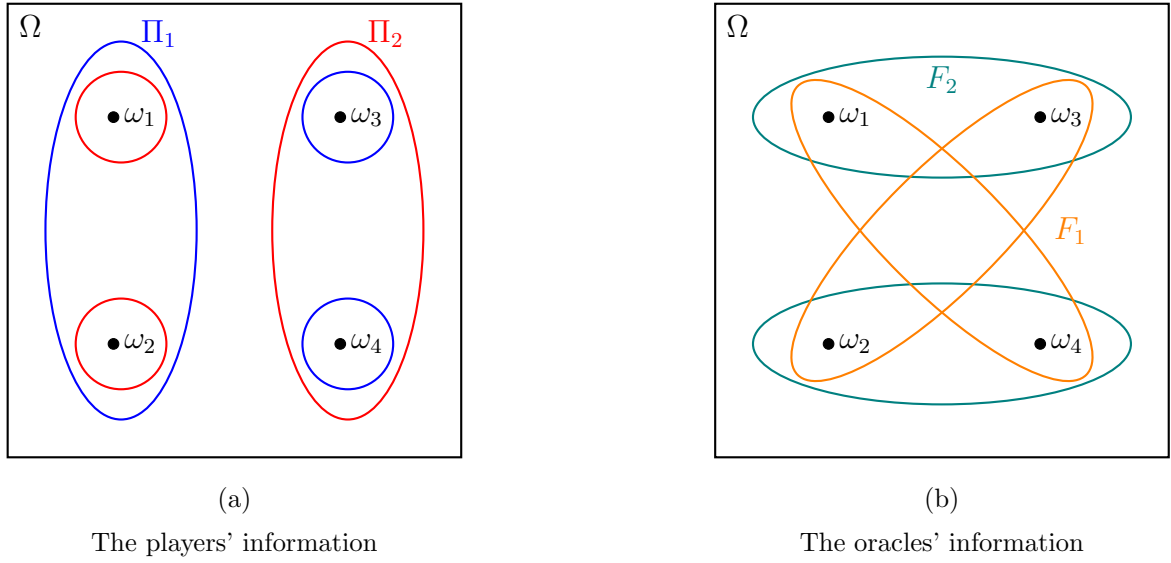 Ω
Π₁
Π₂
ω₁
ω₃
ω₂
ω₄
(a)
The players' information
Ω
F₂
ω₁
ω₃
F₁
ω₂
ω₄
(b)
The oracles' information